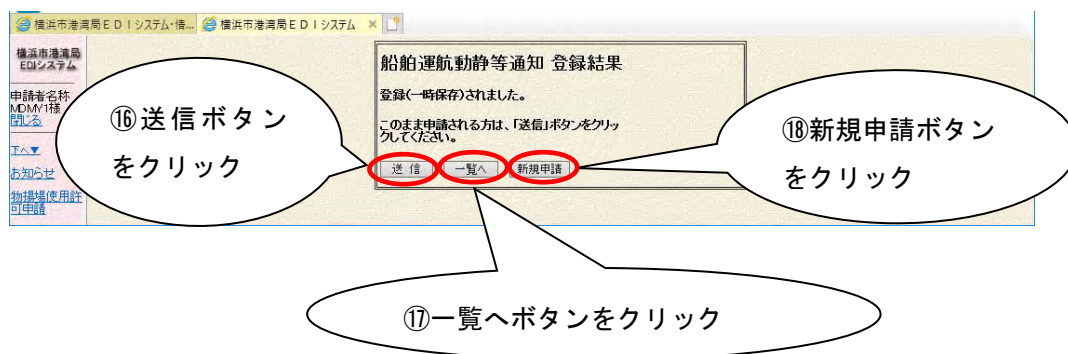 横浜市港湾局EDIシステム-情...
横浜市港湾局EDIシステム
横浜市港湾局
EDIシステム
申請者名称
MDMY1様
閉じる
下へ▼
お知らせ
物揚場使用許
可申請
船舶運航動静等通知 登録結果
登録(一時保存)されました。
このまま申請される方は、「送信」ボタンをクリッ
クしてください。
送 信
一覧へ
新規申請
⑯送信ボタン
をクリック
⑱新規申請ボタン
をクリック
⑰一覧へボタンをクリック